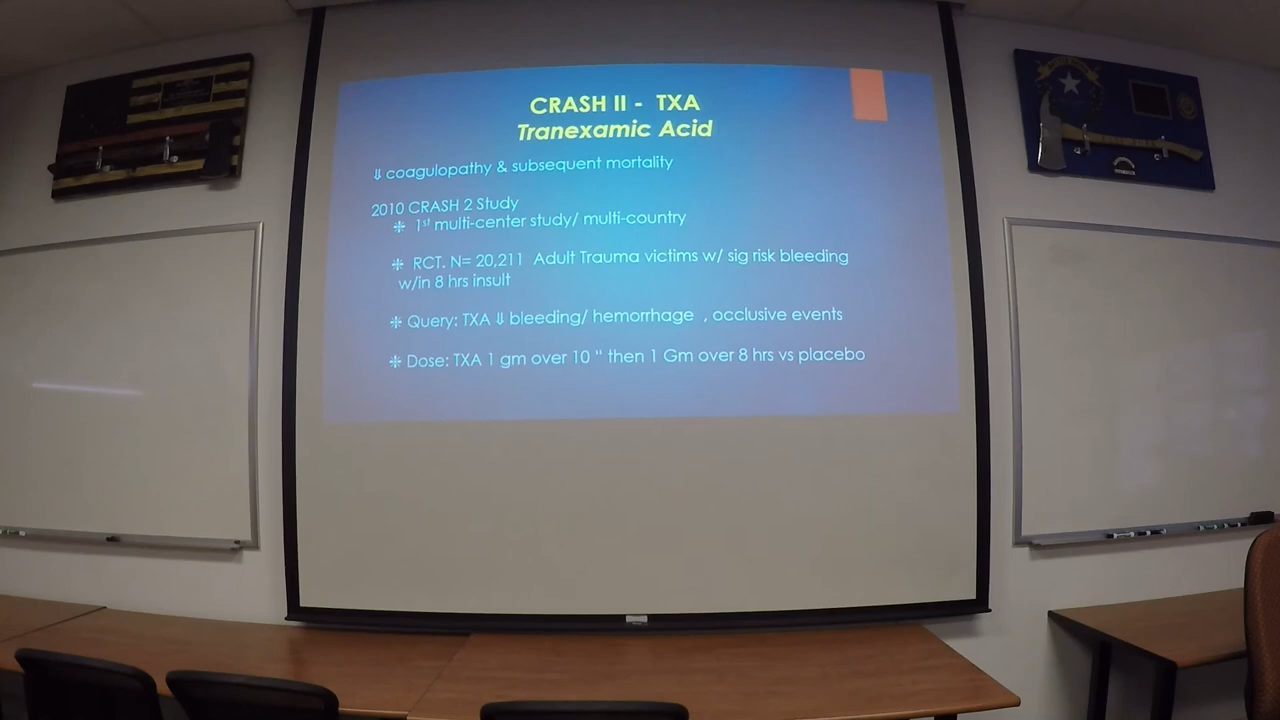 CRASH II - TXA
Tranexamic Acid
⇓ coagulopathy & subsequent mortality
2010 CRASH 2 Study
❉ 1st multi-center study/ multi-country
❉ RCT. N= 20,211 Adult Trauma victims w/ sig risk bleeding
w/in 8 hrs insult
❉ Query: TXA ⇓ bleeding/ hemorrhage , occlusive events
❉ Dose: TXA 1 gm over 10 “ then 1 Gm over 8 hrs vs placebo